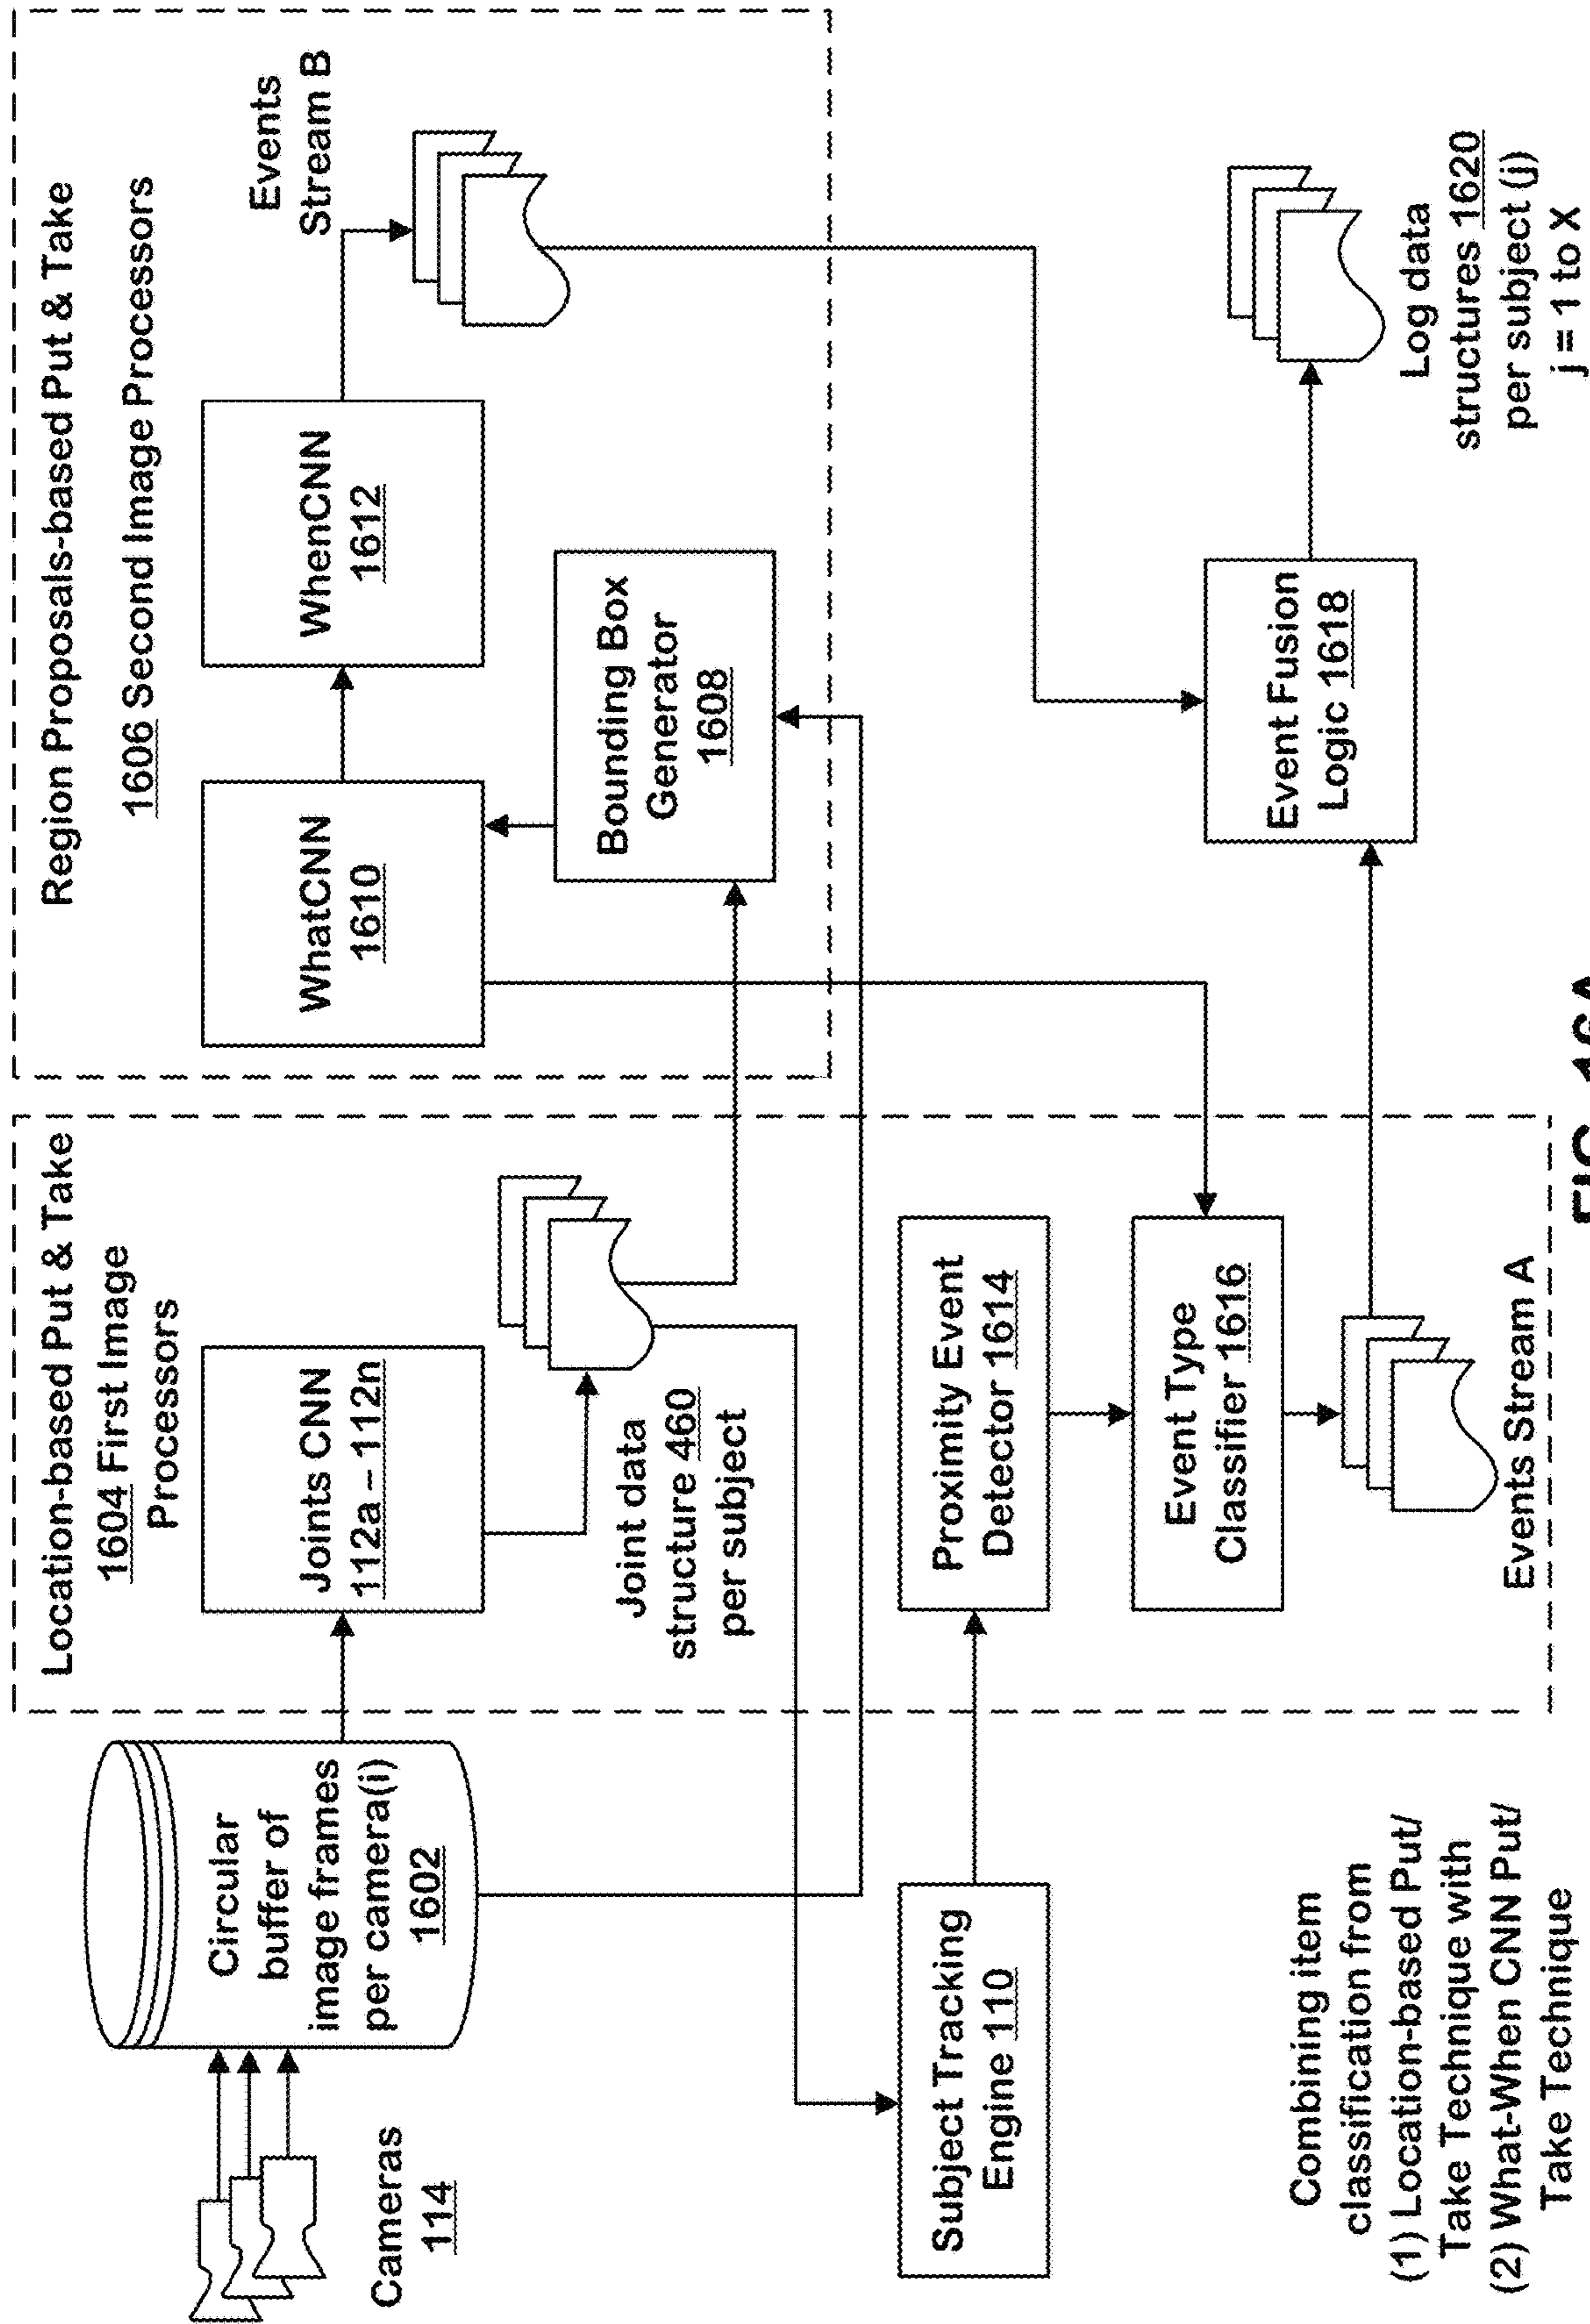 Cameras
114
Circular
buffer of
image frames
per camera(i)
1602
Location-based Put & Take
1604 First Image
Processors
Joints CNN
112a – 112n
Joint data
structure 460
per subject
Region Proposals-based Put & Take
1606 Second Image Processors
WhatCNN
1610
WhenCNN
1612
Bounding Box
Generator
1608
Events
Stream B
Subject Tracking
Engine 110
Proximity Event
Detector 1614
Event Type
Classifier 1616
Events Stream A
Event Fusion
Logic 1618
Log data
structures 1620
per subject (j)
j = 1 to X
Combining item
classification from
(1) Location-based Put/
Take Technique with
(2) What-When CNN Put/
Take Technique
FIG. 16A